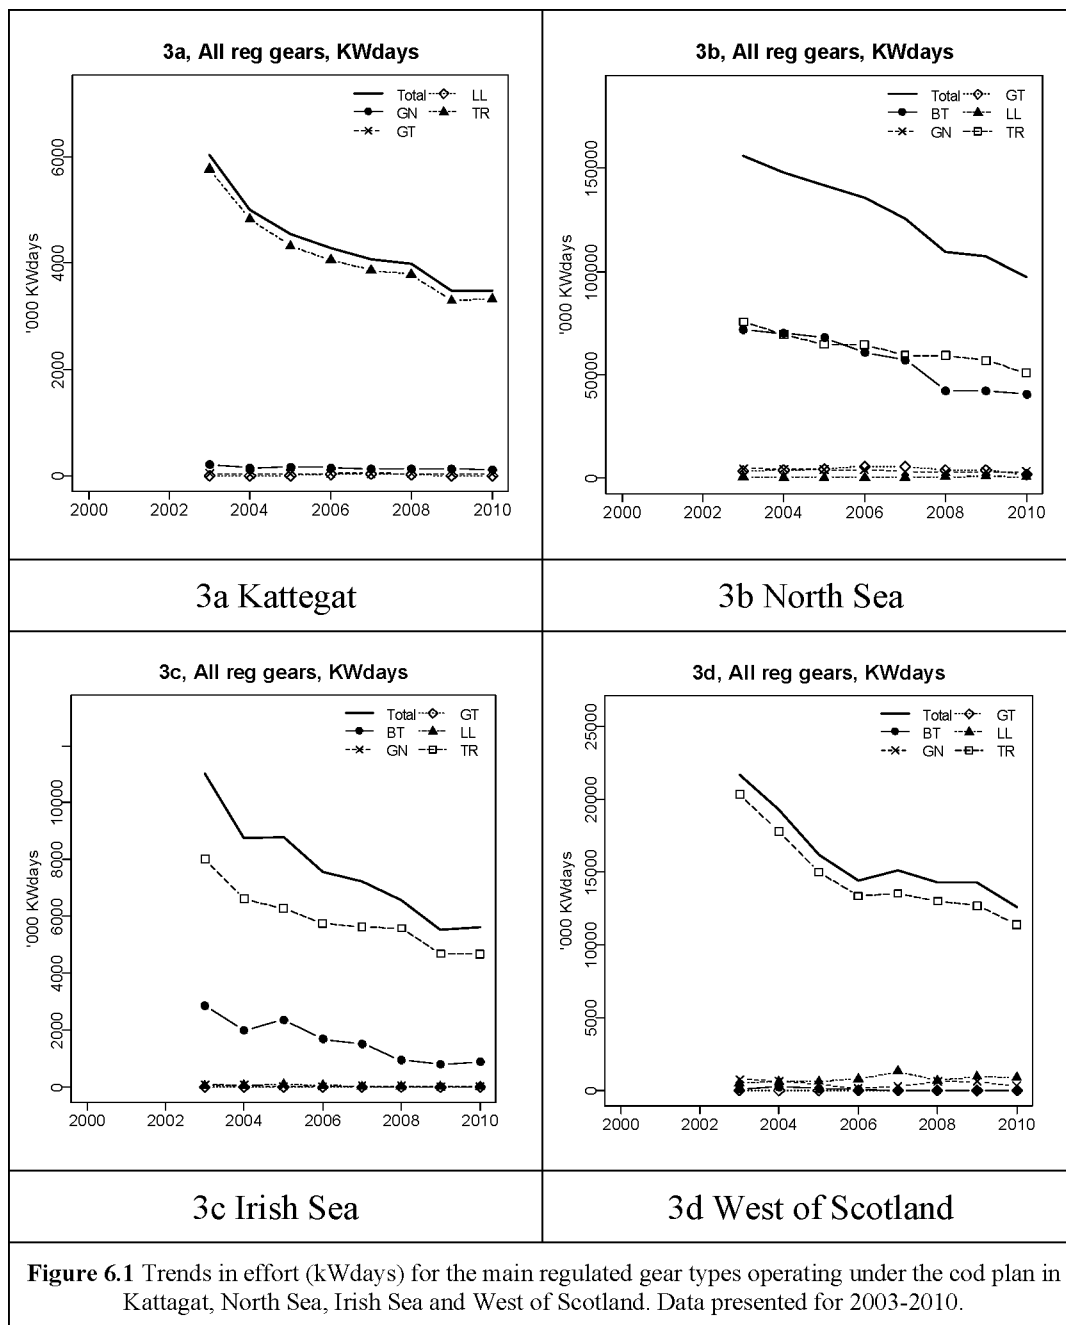 3a, All reg gears, KWdays
Total LL
GN TR
GT
'000 KWdays
6000
4000
2000
0
2000 2002 2004 2006 2008 2010
3b, All reg gears, KWdays
Total GT
BT LL
GN TR
'000 KWdays
150000
100000
50000
0
2000 2002 2004 2006 2008 2010
3a Kattegat
3b North Sea
3c, All reg gears, KWdays
Total GT
BT LL
GN TR
'000 KWdays
10000
8000
6000
4000
2000
0
2000 2002 2004 2006 2008 2010
3d, All reg gears, KWdays
Total GT
BT LL
GN TR
'000 KWdays
25000
20000
15000
10000
5000
0
2000 2002 2004 2006 2008 2010
3c Irish Sea
3d West of Scotland
Figure 6.1 Trends in effort (kWdays) for the main regulated gear types operating under the cod plan in
Kattagat, North Sea, Irish Sea and West of Scotland. Data presented for 2003-2010.